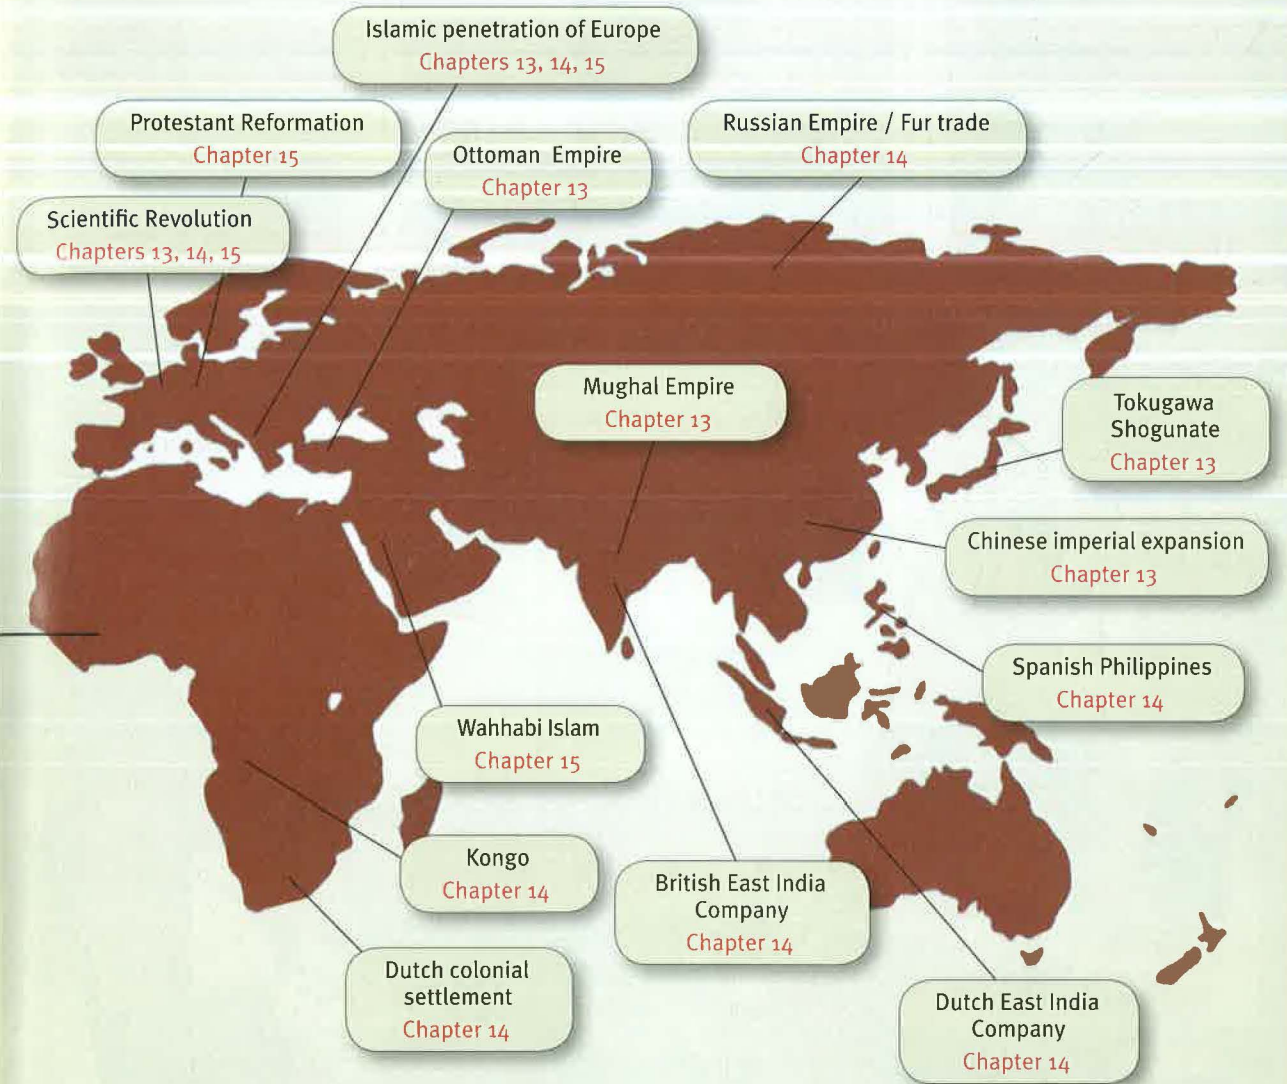 Islamic penetration of Europe
Chapters 13, 14, 15
Protestant Reformation
Chapter 15
Ottoman Empire
Chapter 13
Russian Empire / Fur trade
Chapter 14
Scientific Revolution
Chapters 13, 14, 15
Mughal Empire
Chapter 13
Tokugawa
Shogunate
Chapter 13
Chinese imperial expansion
Chapter 13
Spanish Philippines
Chapter 14
Wahhabi Islam
Chapter 15
Kongo
Chapter 14
British East India
Company
Chapter 14
Dutch colonial
settlement
Chapter 14
Dutch East India
Company
Chapter 14